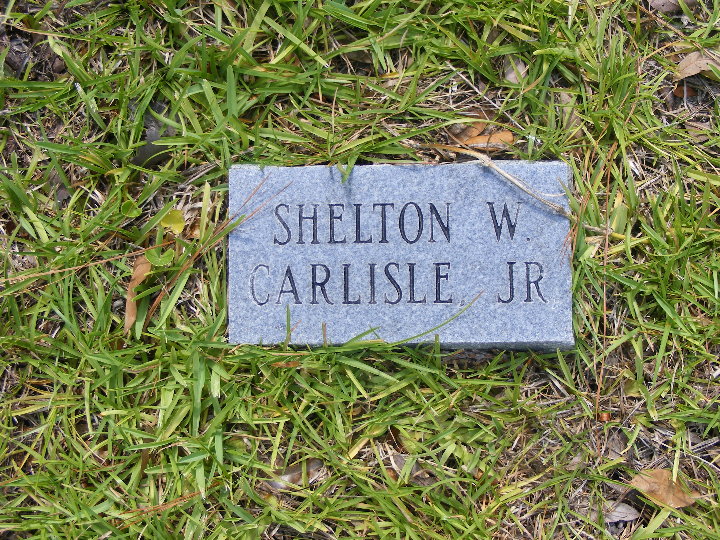 SHELTON W.
CARLISLE, JR